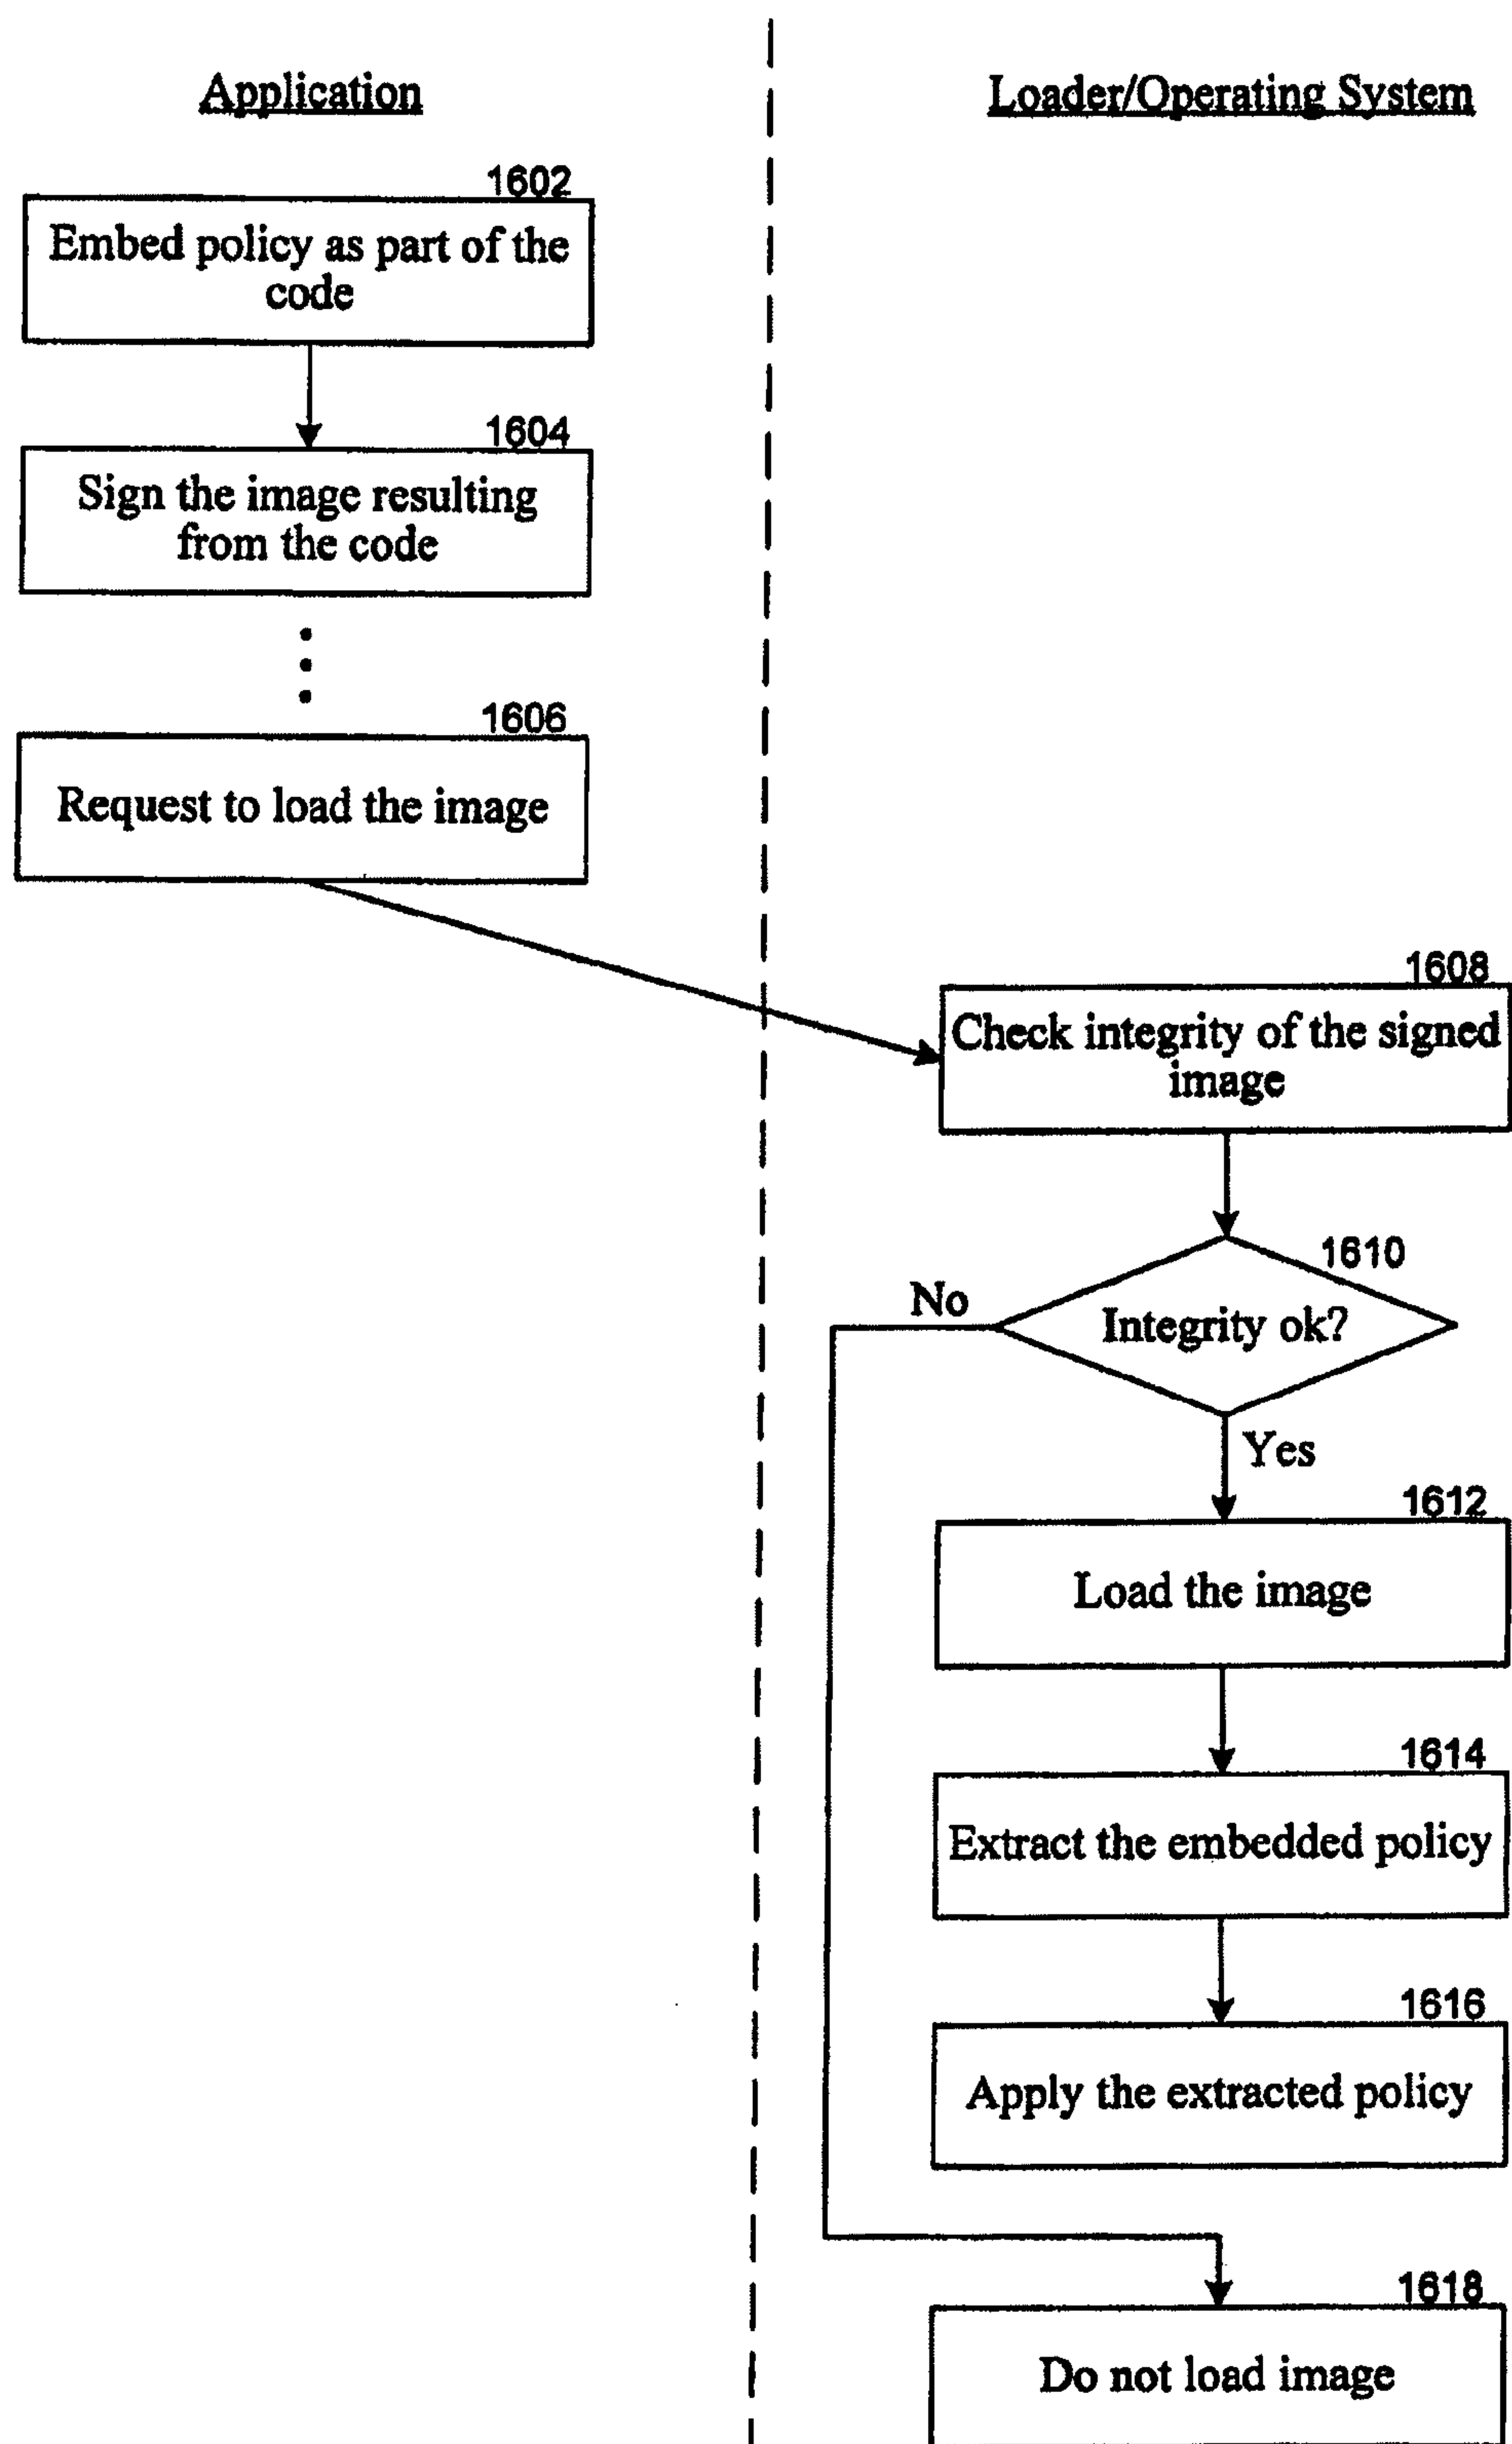 Application
Loader/Operating System
1602
Embed policy as part of the
code
1604
Sign the image resulting
from the code
1606
Request to load the image
1608
Check integrity of the signed
image
1610
Integrity ok?
No
Yes
1612
Load the image
1614
Extract the embedded policy
1616
Apply the extracted policy
1618
Do not load image